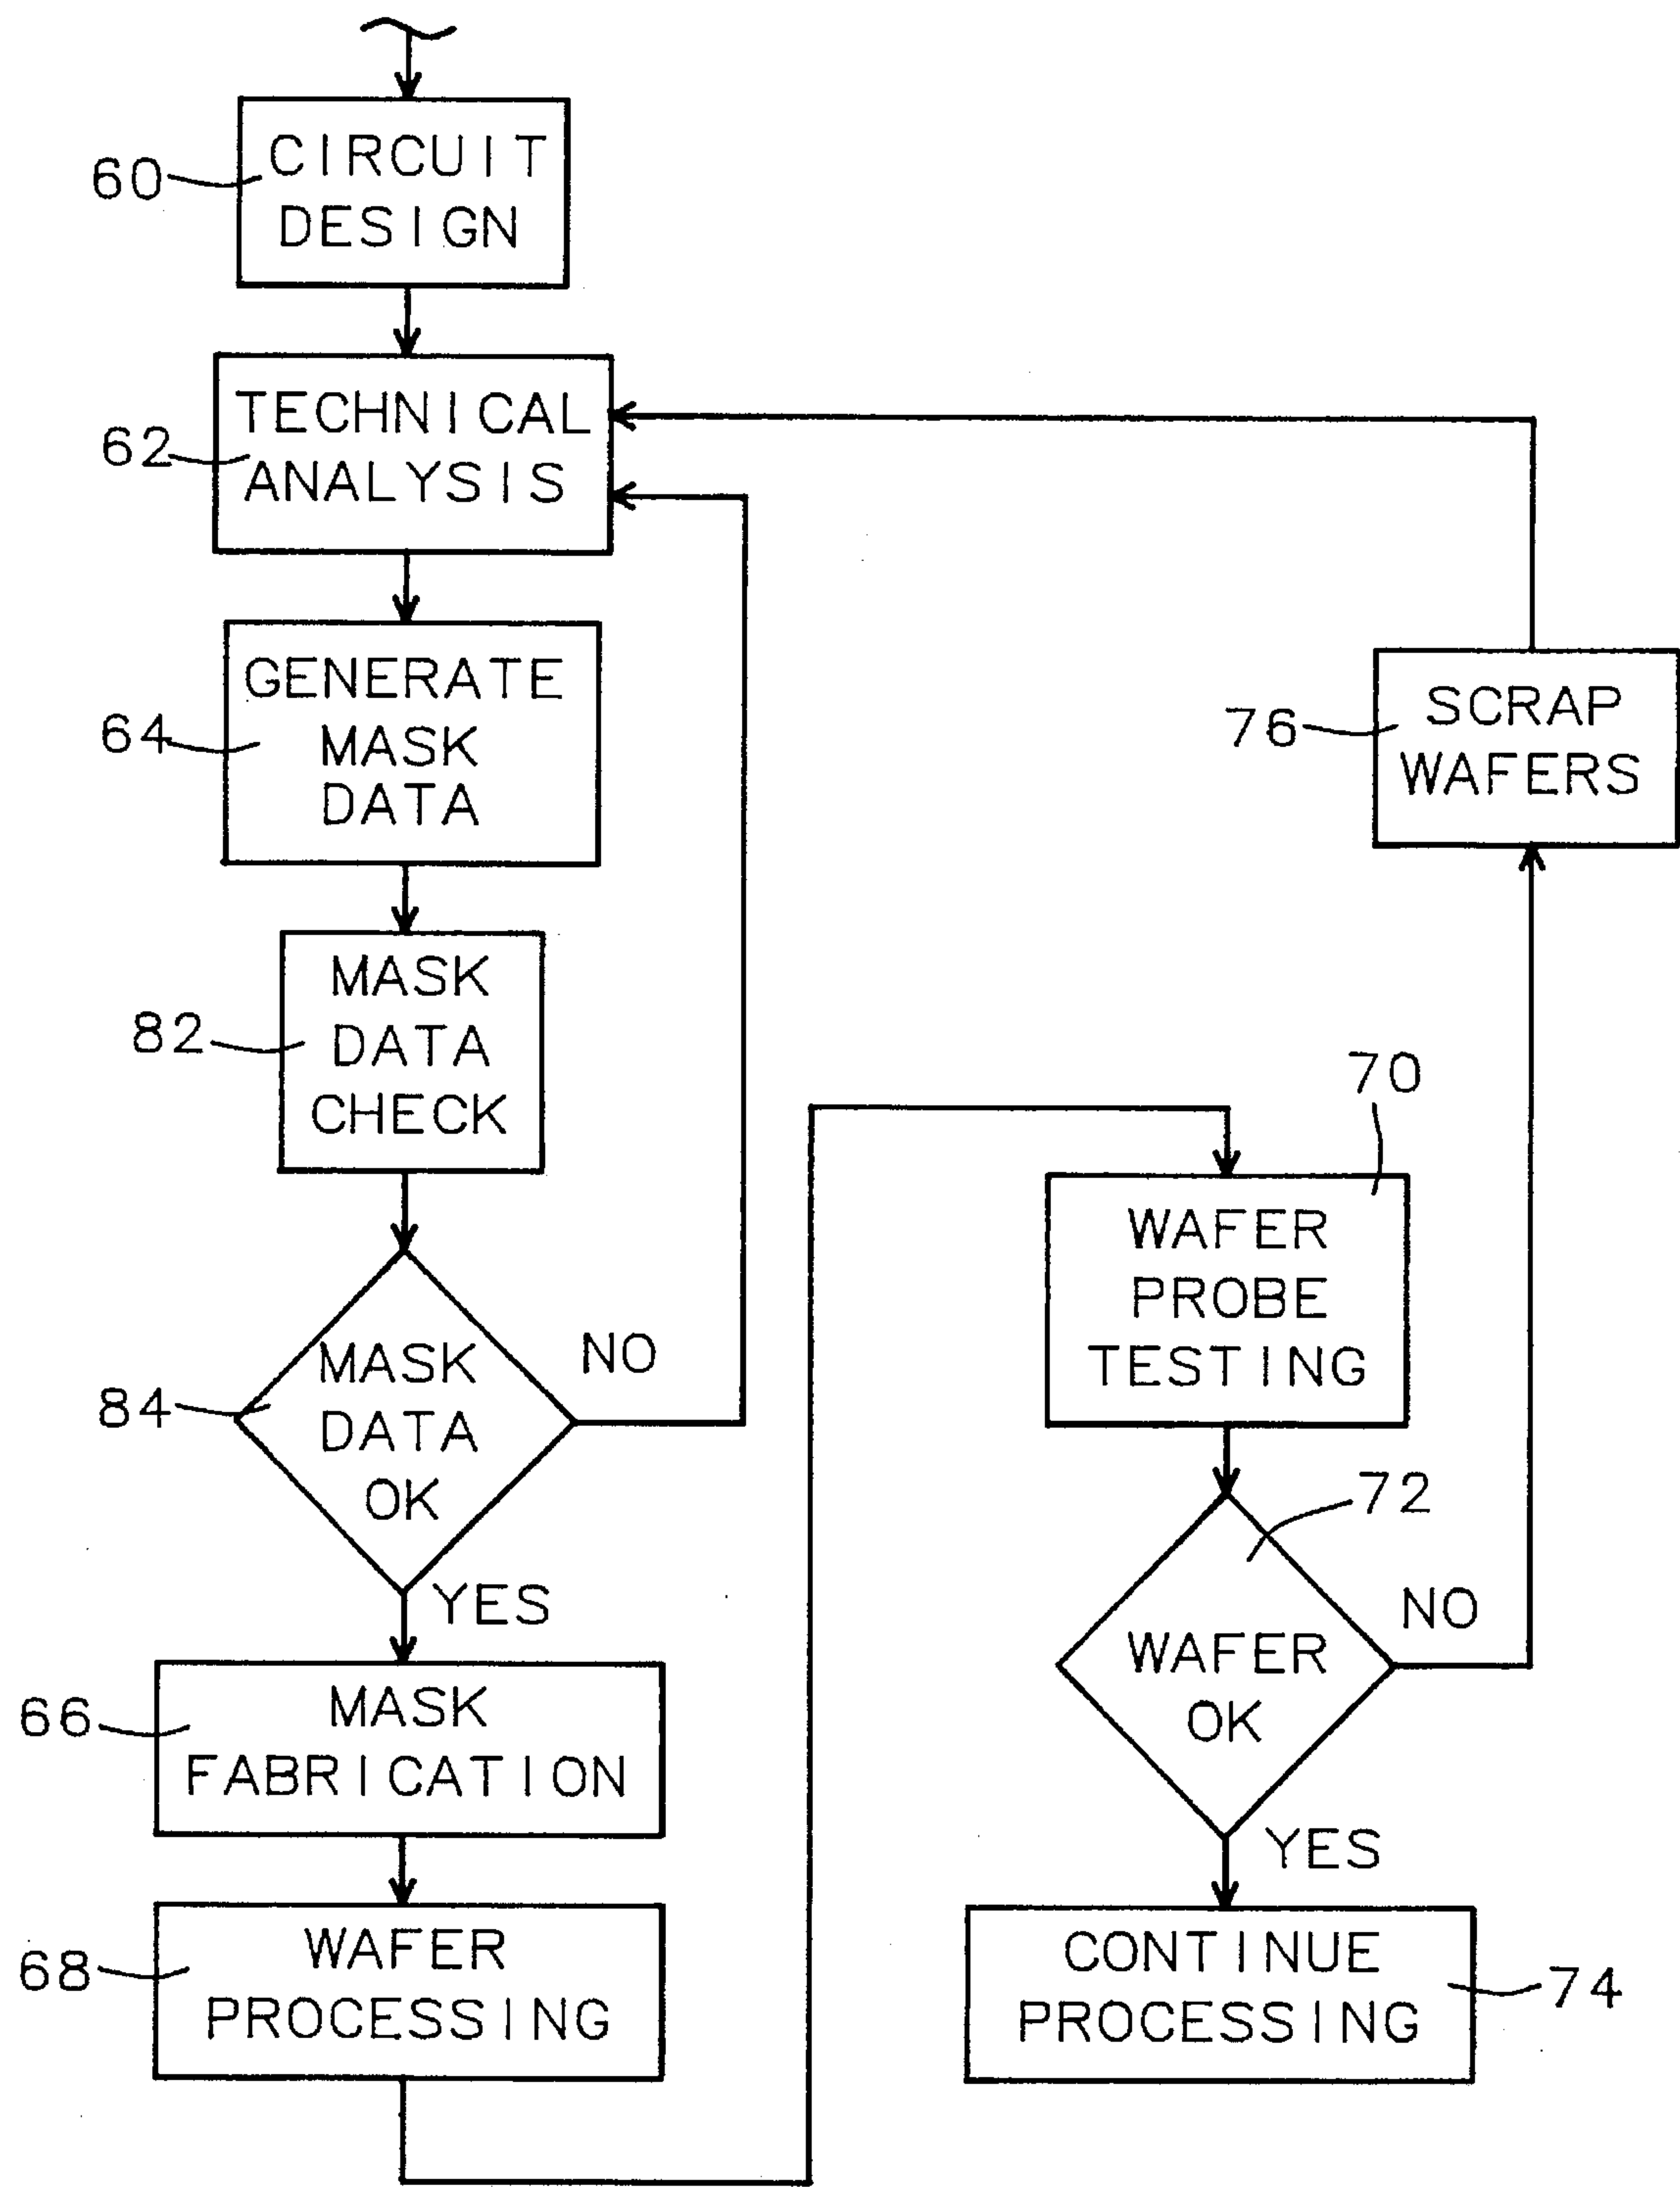 60
CIRCUIT
DESIGN
62
TECHNICAL
ANALYSIS
64
GENERATE
MASK
DATA
82
MASK
DATA
CHECK
84
MASK
DATA
OK
NO
YES
66
MASK
FABRICATION
68
WAFER
PROCESSING
70
WAFER
PROBE
TESTING
72
WAFER
OK
NO
YES
CONTINUE
PROCESSING
74
76
SCRAP
WAFERS